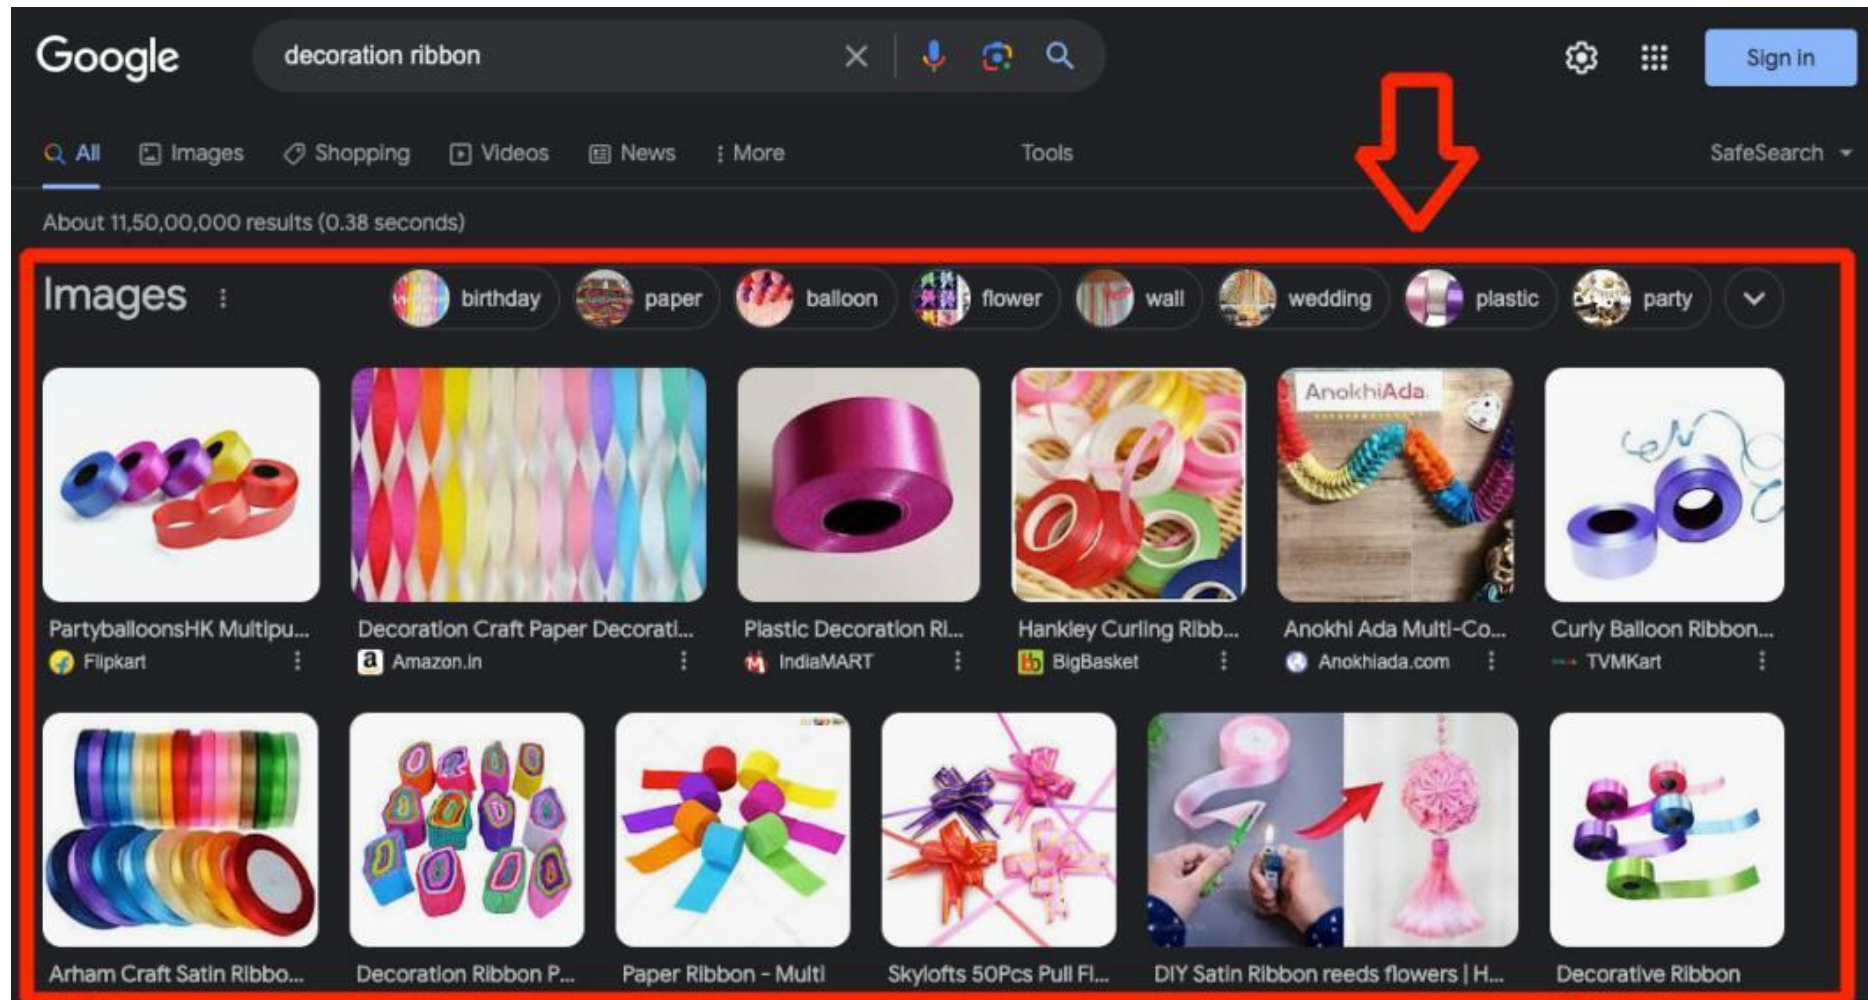 Google
decoration ribbon
Sign in
All Images Shopping Videos News More Tools SafeSearch
About 11,50,00,000 results (0.38 seconds)
Images birthday paper balloon flower wall wedding plastic party
AnokhiAda.
PartyballoonsHK Multipu... Decoration Craft Paper Decorati... Plastic Decoration Ri... Hankley Curling Ribb... Anokhi Ada Multi-Co... Curly Balloon Ribbon...
Flipkart a Amazon.in IndiaMART bb BigBasket Anokhiada.com TVMKart
Arham Craft Satin Ribbo... Decoration Ribbon P... Paper Ribbon - Multi Skylofts 50Pcs Pull Fl... DIY Satin Ribbon reeds flowers | H... Decorative Ribbon